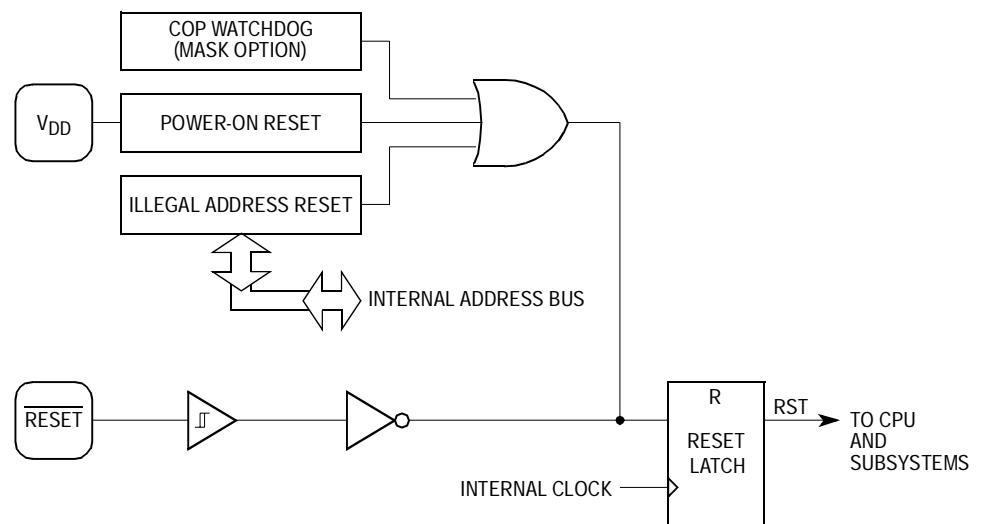 COP WATCHDOG
(MASK OPTION)
VDD
POWER-ON RESET
ILLEGAL ADDRESS RESET
INTERNAL ADDRESS BUS
RESET
R
RST
RESET
LATCH
TO CPU
AND
SUBSYSTEMS
INTERNAL CLOCK